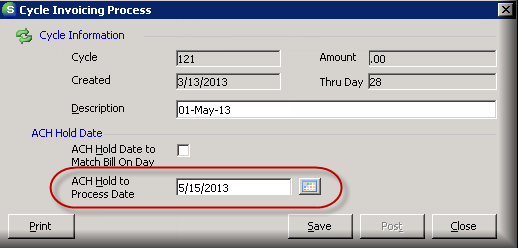 Cycle Invoicing Process
Cycle Information
Cycle 121 Amount .00
Created 3/13/2013 Thru Day 28
Description 01-May-13
ACH Hold Date
ACH Hold Date to
Match Bill On Day
ACH Hold to
Process Date 5/15/2013
Print Save Post Close